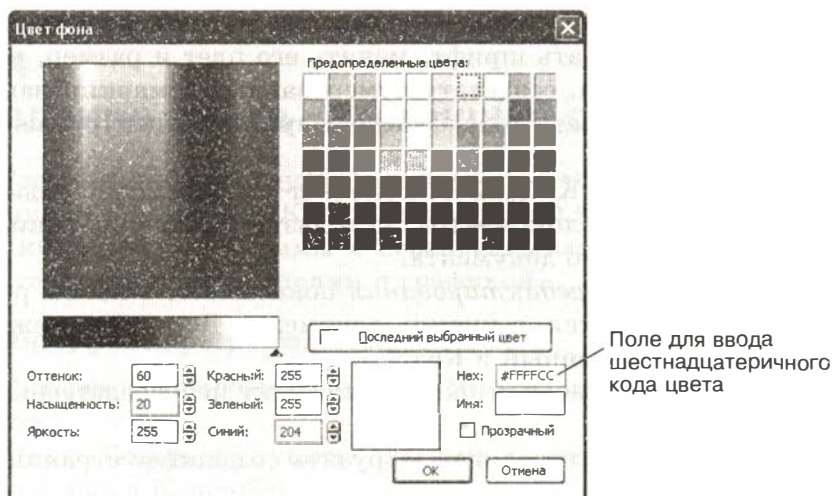 Цвет фона
Предопределенные цвета:
Последний выбранный цвет
Оттенок: 60 Красный: 255 Hex: #FFFFCC
Насыщенность: 20 Зеленый: 255 Имя:
Яркость: 255 Синий: 204 Прозрачный
OK Отмена
Поле для ввода
шестнадцатеричного
кода цвета